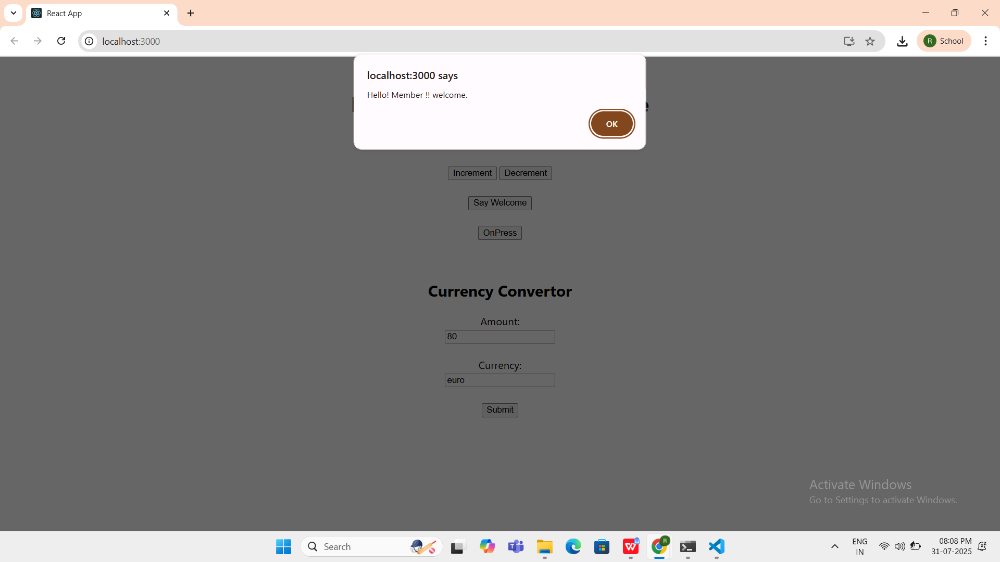 React App
localhost:3000
R School
localhost:3000 says
Hello! Member !! welcome.
OK
Increment Decrement
Say Welcome
OnPress
Currency Convertor
Amount:
80
Currency:
euro
Submit
Activate Windows
Go to Settings to activate Windows.
Search
ENG
IN
08:08 PM
31-07-2025